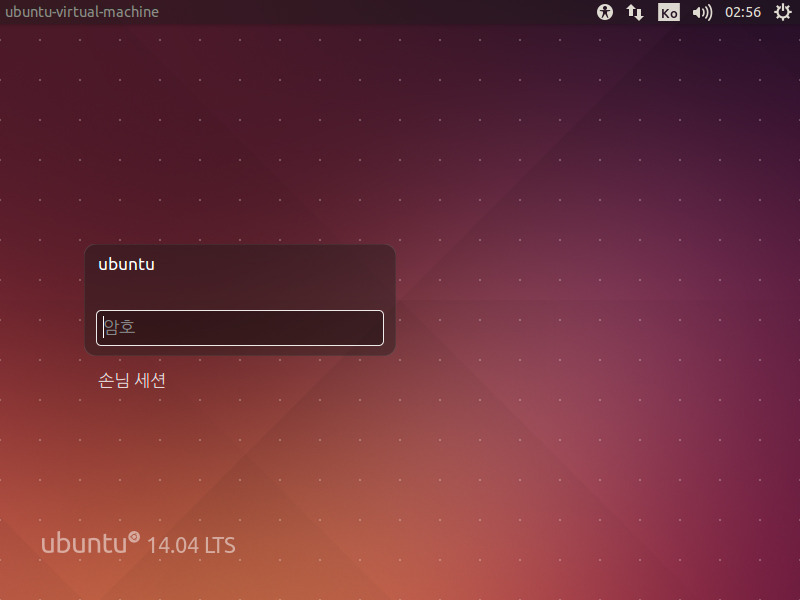 ubuntu-virtual-machine Ko 02:56
ubuntu
암호
손님 세션
ubuntu 14.04 LTS